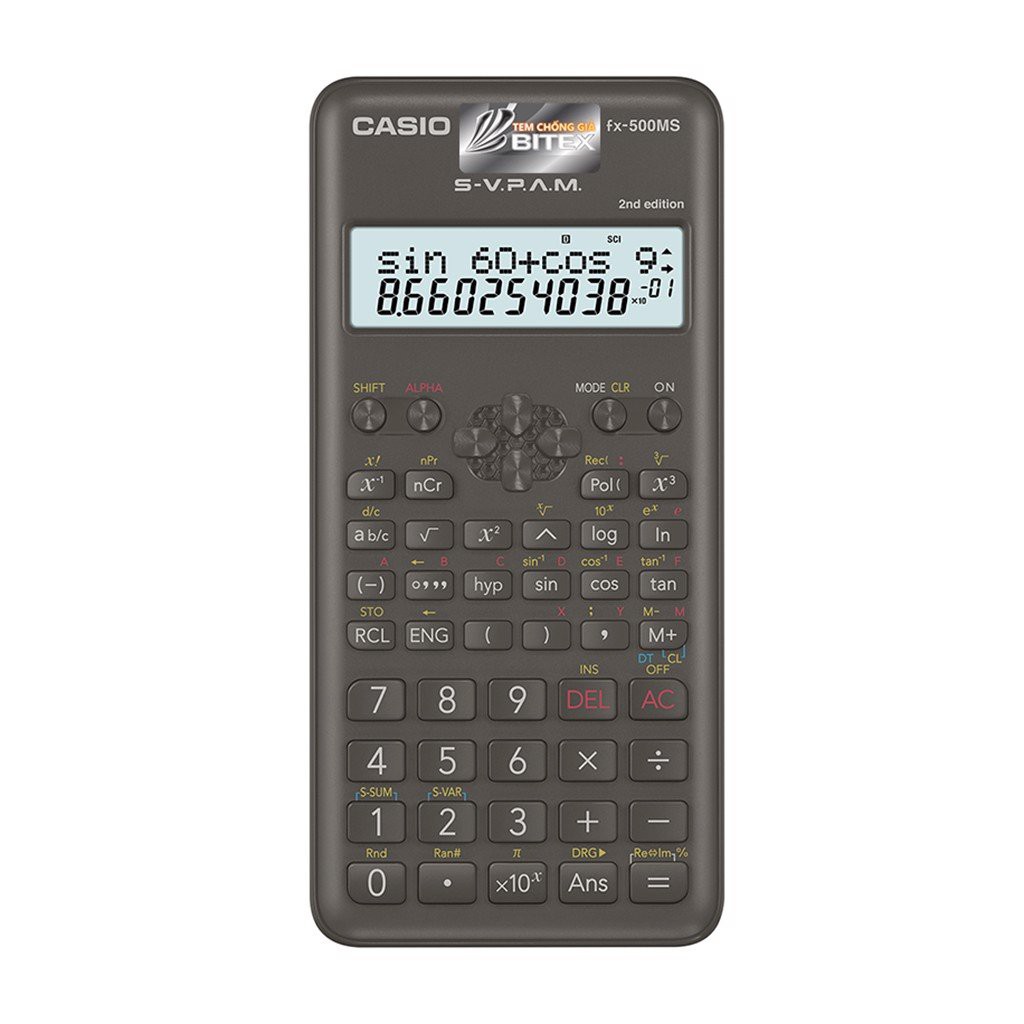 CASIO
TEM CHỐNG GIẢ
BITEX
fx-500MS
S-V.P.A.M.
2nd edition
D SCI
sin 60+cos 9
8.660254038×10-01
SHIFT ALPHA MODE CLR ON
x! nPr Rec( : ³√
x-1 nCr Pol( x3
d/c x√ 10x ex e
a b/c √ x2 ^ log ln
A ← B C sin-1 D cos-1 E tan-1 F
(−) °,,, hyp sin cos tan
STO ← X ; Y M− M
RCL ENG ( ) , M+
DT CL
INS OFF
7 8 9 DEL AC
4 5 6 × ÷
S-SUM S-VAR
1 2 3 + −
Rnd Ran# π DRG▶ Re⇔Im %
0 . ×10x Ans =